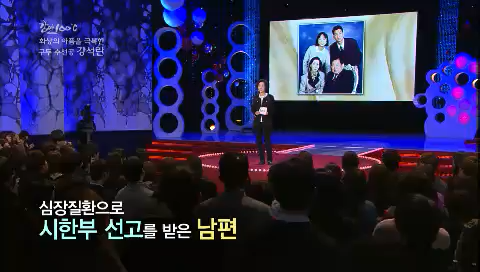 강연100℃
화상의 아픔을 극복한
구두 수선공 강석란
심장질환으로
시한부 선고를 받은 남편